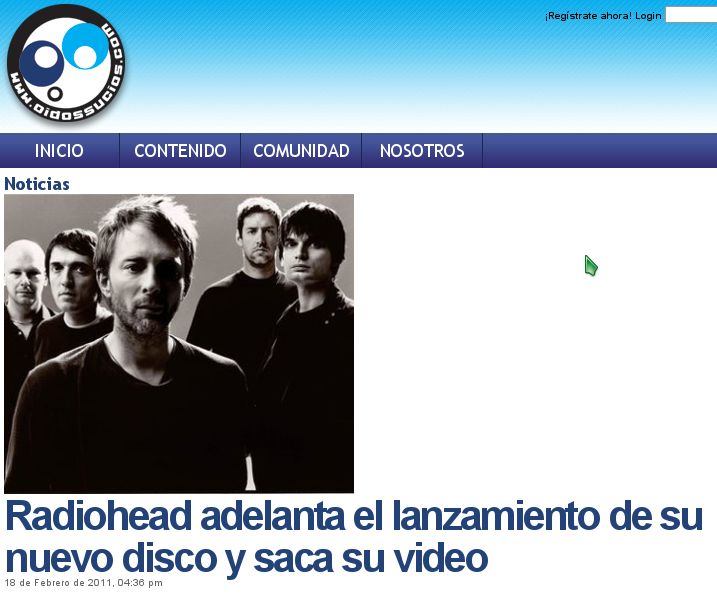 ¡Regístrate ahora! Login
www.oidossucios.com
INICIO CONTENIDO COMUNIDAD NOSOTROS
Noticias
Radiohead adelanta el lanzamiento de su
nuevo disco y saca su video
18 de Febrero de 2011, 04:36 pm